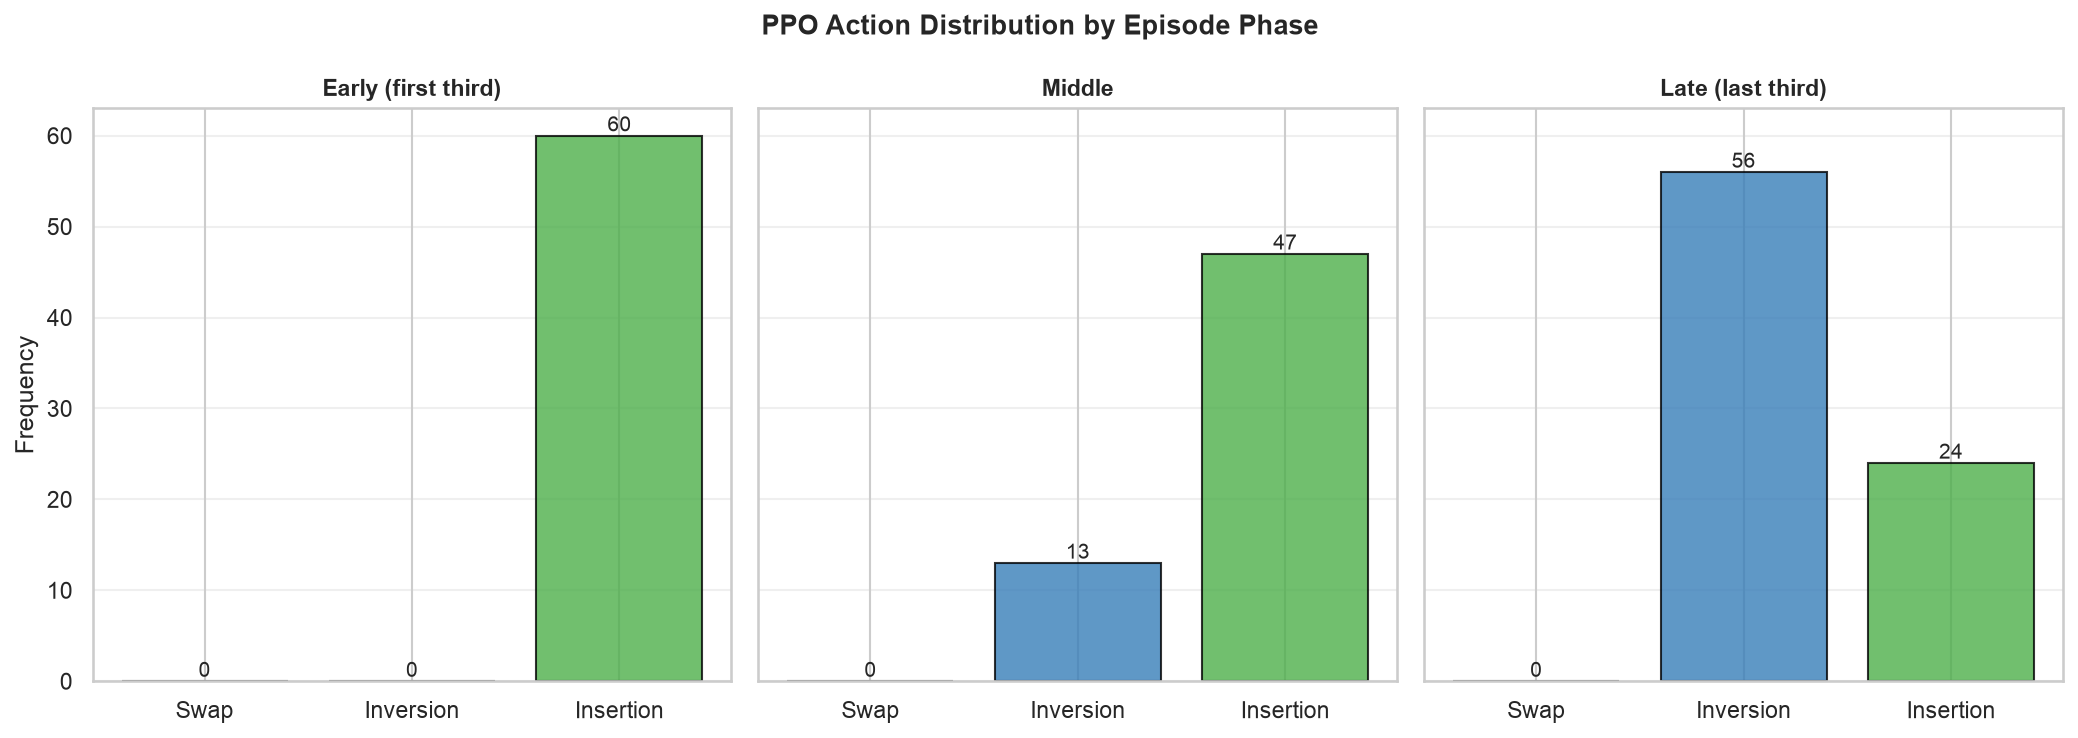 PPO Action Distribution by Episode Phase
Early (first third)
Middle
Late (last third)
Frequency
60
50
40
30
20
10
0
0
0
60
0
13
47
0
56
24
Swap Inversion Insertion
Swap Inversion Insertion
Swap Inversion Insertion